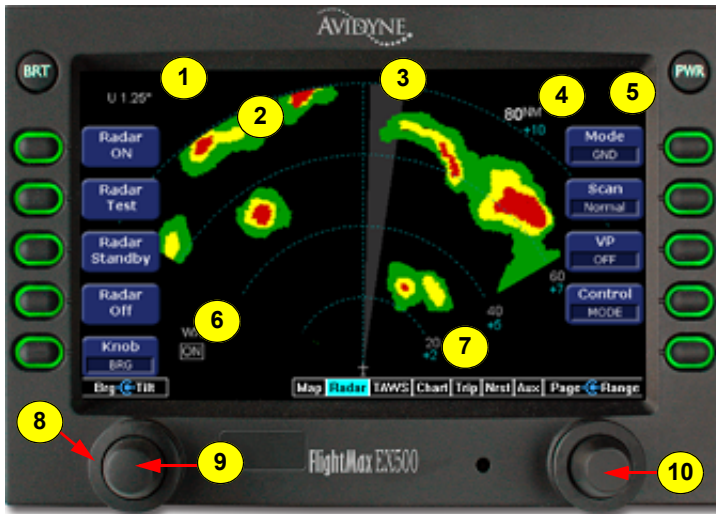 AVIDYNE
BRT
PWR
1
2
3
4
5
U 1.25°
80NM
+10
Radar ON
Radar Test
Radar Standby
Radar Off
Knob BRG
Mode GND
Scan Normal
VP OFF
Control MODE
60
+7
40
+5
20
+2
6
ON
7
Brg Tilt
Map Radar TAWS Chart Trip Nrst Aux Page Range
8
9
10
FlightMax EX500